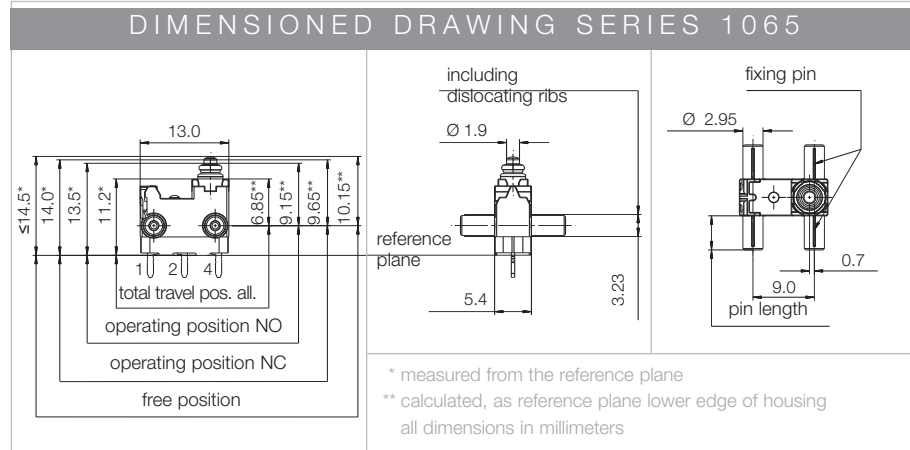 DIMENSIONED DRAWING SERIES 1065
13.0
≤14.5*
14.0*
13.5*
11.2*
6.85**
9.15**
9.65**
10.15**
1 2 4
total travel pos. all.
operating position NO
operating position NC
free position
including
dislocating ribs
Ø 1.9
reference
plane
5.4
3.23
fixing pin
Ø 2.95
0.7
9.0
pin length
* measured from the reference plane
** calculated, as reference plane lower edge of housing
all dimensions in millimeters